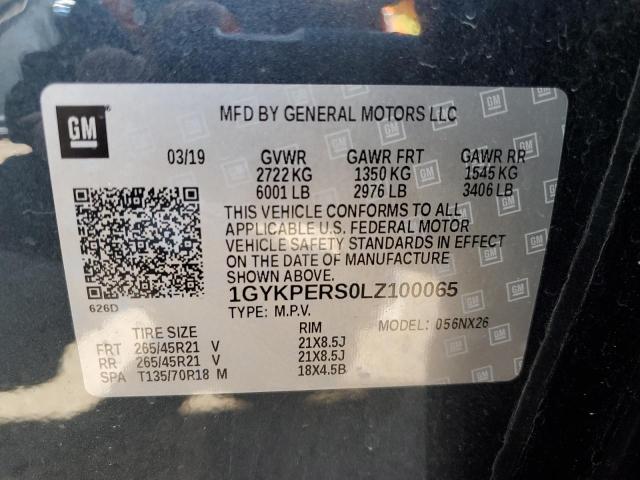 GM
MFD BY GENERAL MOTORS LLC
03/19 GVWR GAWR FRT GAWR RR
2722 KG 1350 KG 1545 KG
6001 LB 2976 LB 3406 LB
THIS VEHICLE CONFORMS TO ALL
APPLICABLE U.S. FEDERAL MOTOR
VEHICLE SAFETY STANDARDS IN EFFECT
ON THE DATE OF MANUFACTURE
SHOWN ABOVE.
626D
1GYKPERS0LZ100065
TYPE: M.P.V. MODEL: 056NX26
TIRE SIZE RIM
FRT 265/45R21 V 21X8.5J
RR 265/45R21 V 21X8.5J
SPA T135/70R18 M 18X4.5B